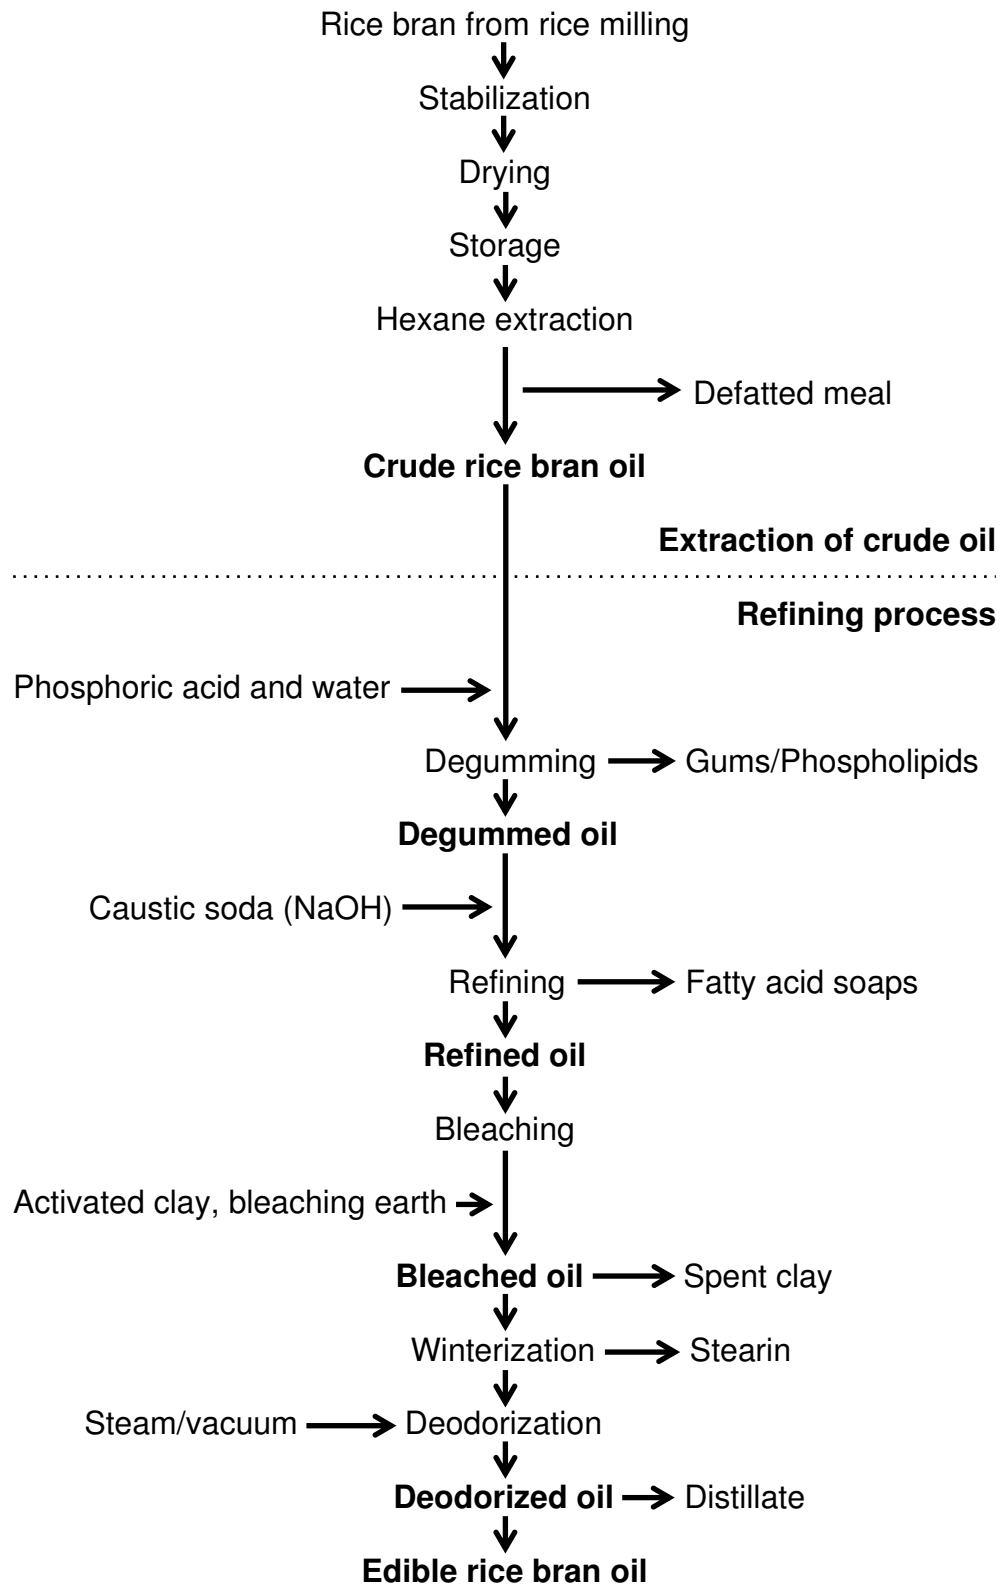 Rice bran from rice milling
Stabilization
Drying
Storage
Hexane extraction
Defatted meal
Crude rice bran oil
Extraction of crude oil
Refining process
Phosphoric acid and water
Degumming
Gums/Phospholipids
Degummed oil
Caustic soda (NaOH)
Refining
Fatty acid soaps
Refined oil
Bleaching
Activated clay, bleaching earth
Bleached oil
Spent clay
Winterization
Stearin
Steam/vacuum
Deodorization
Deodorized oil
Distillate
Edible rice bran oil